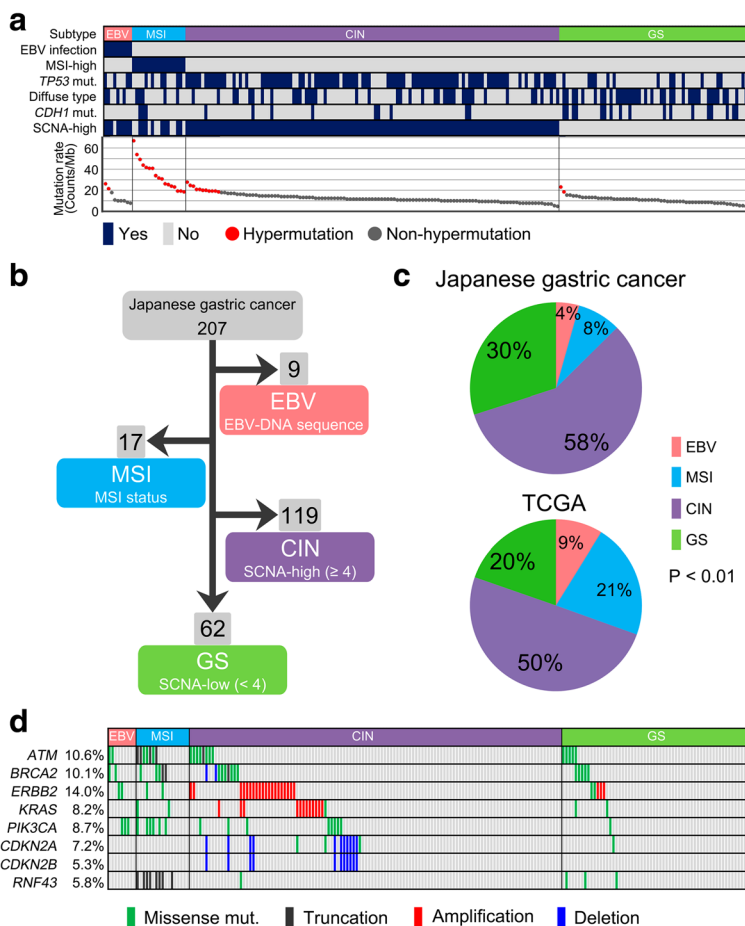 a
Subtype EBV MSI CIN GS
EBV infection
MSI-high
TP53 mut.
Diffuse type
CDH1 mut.
SCNA-high
Mutation rate
(Counts/Mb)
60
40
20
0
Yes No Hypermutation Non-hypermutation
b
Japanese gastric cancer
207
9
EBV
EBV-DNA sequence
17
MSI
MSI status
119
CIN
SCNA-high (≥ 4)
62
GS
SCNA-low (< 4)
c
Japanese gastric cancer
4%
8%
30%
58%
EBV
MSI
CIN
GS
P < 0.01
TCGA
9%
20%
21%
50%
d
EBV MSI CIN GS
ATM 10.6%
BRCA2 10.1%
ERBB2 14.0%
KRAS 8.2%
PIK3CA 8.7%
CDKN2A 7.2%
CDKN2B 5.3%
RNF43 5.8%
Missense mut. Truncation Amplification Deletion